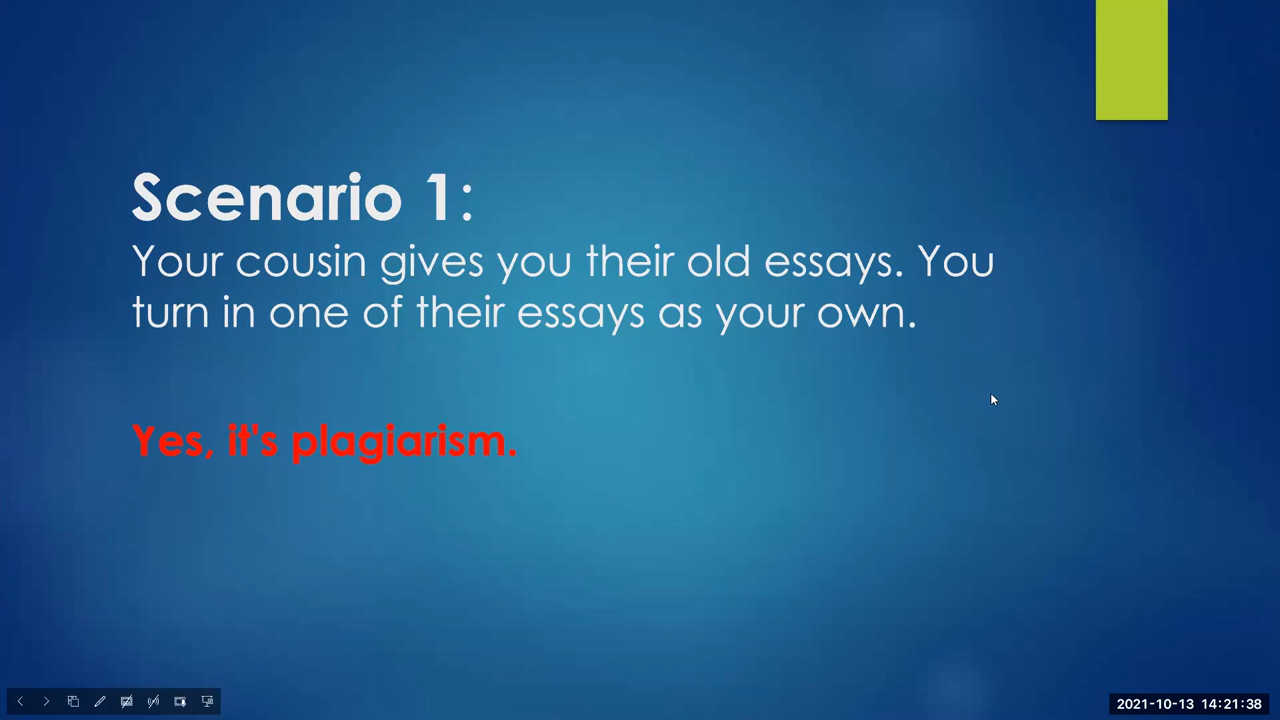 Scenario 1:
Your cousin gives you their old essays. You
turn in one of their essays as your own.
Yes, it's plagiarism.
2021-10-13 14:21:38